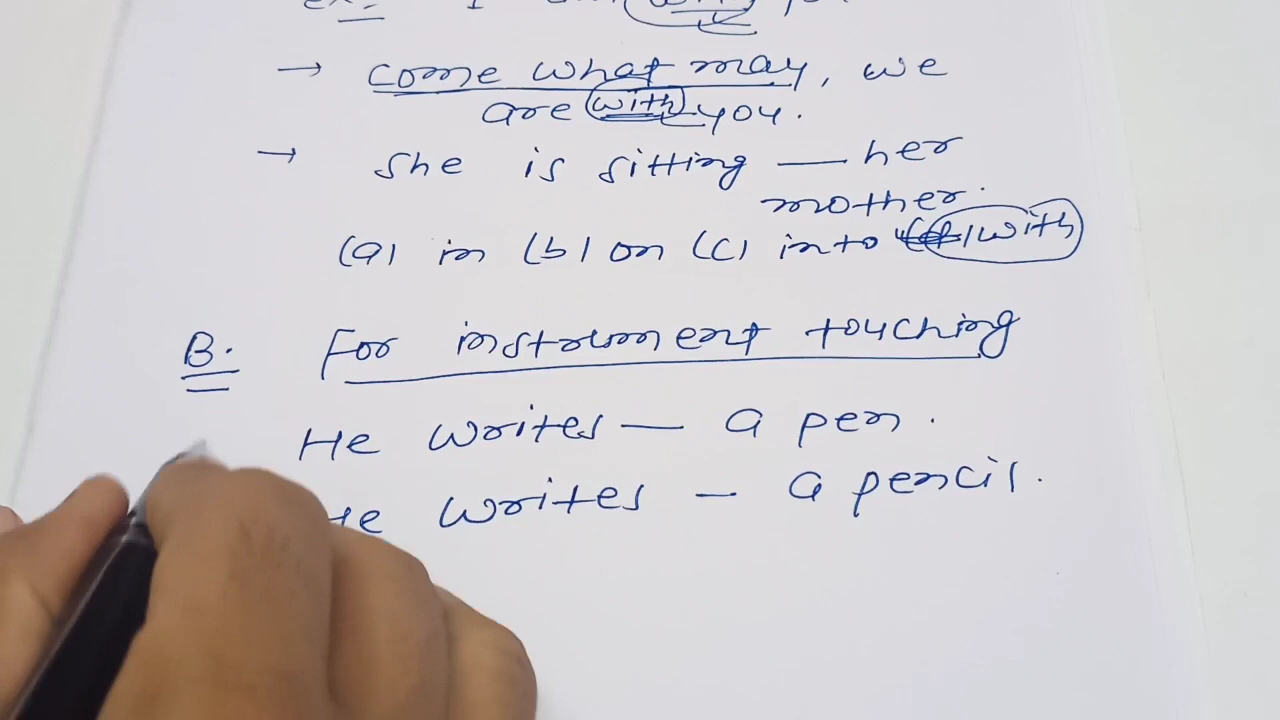 → come what may, we
are with you.
→ She is sitting — her
mother.
(a) in (b) on (c) into with
B. For instrument touching
He writes — a pen.
He writes — a pencil.